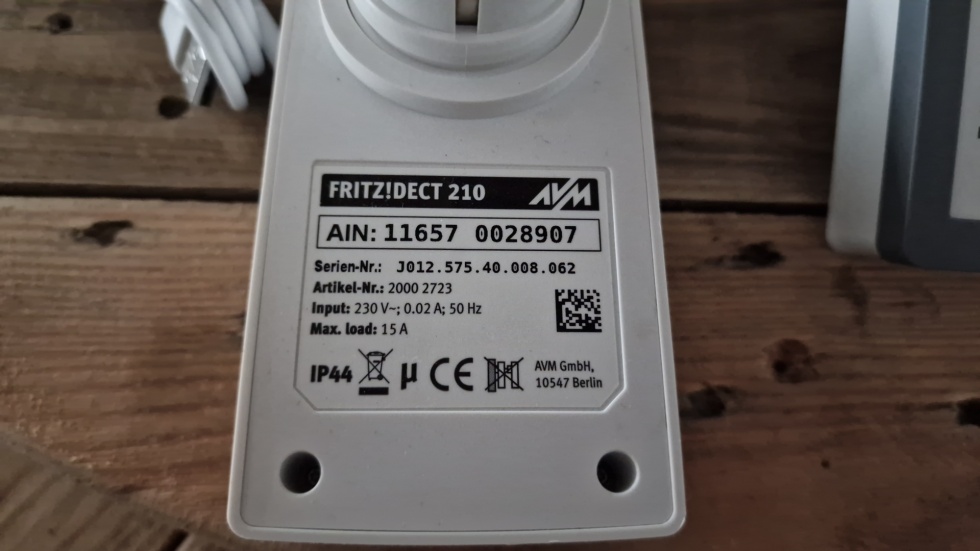 FRITZ!DECT 210 AVM
AIN: 11657 0028907
Serien-Nr.: J012.575.40.008.062
Artikel-Nr.: 2000 2723
Input: 230 V~; 0.02 A; 50 Hz
Max. load: 15 A
IP44 µ CE AVM GmbH,
10547 Berlin